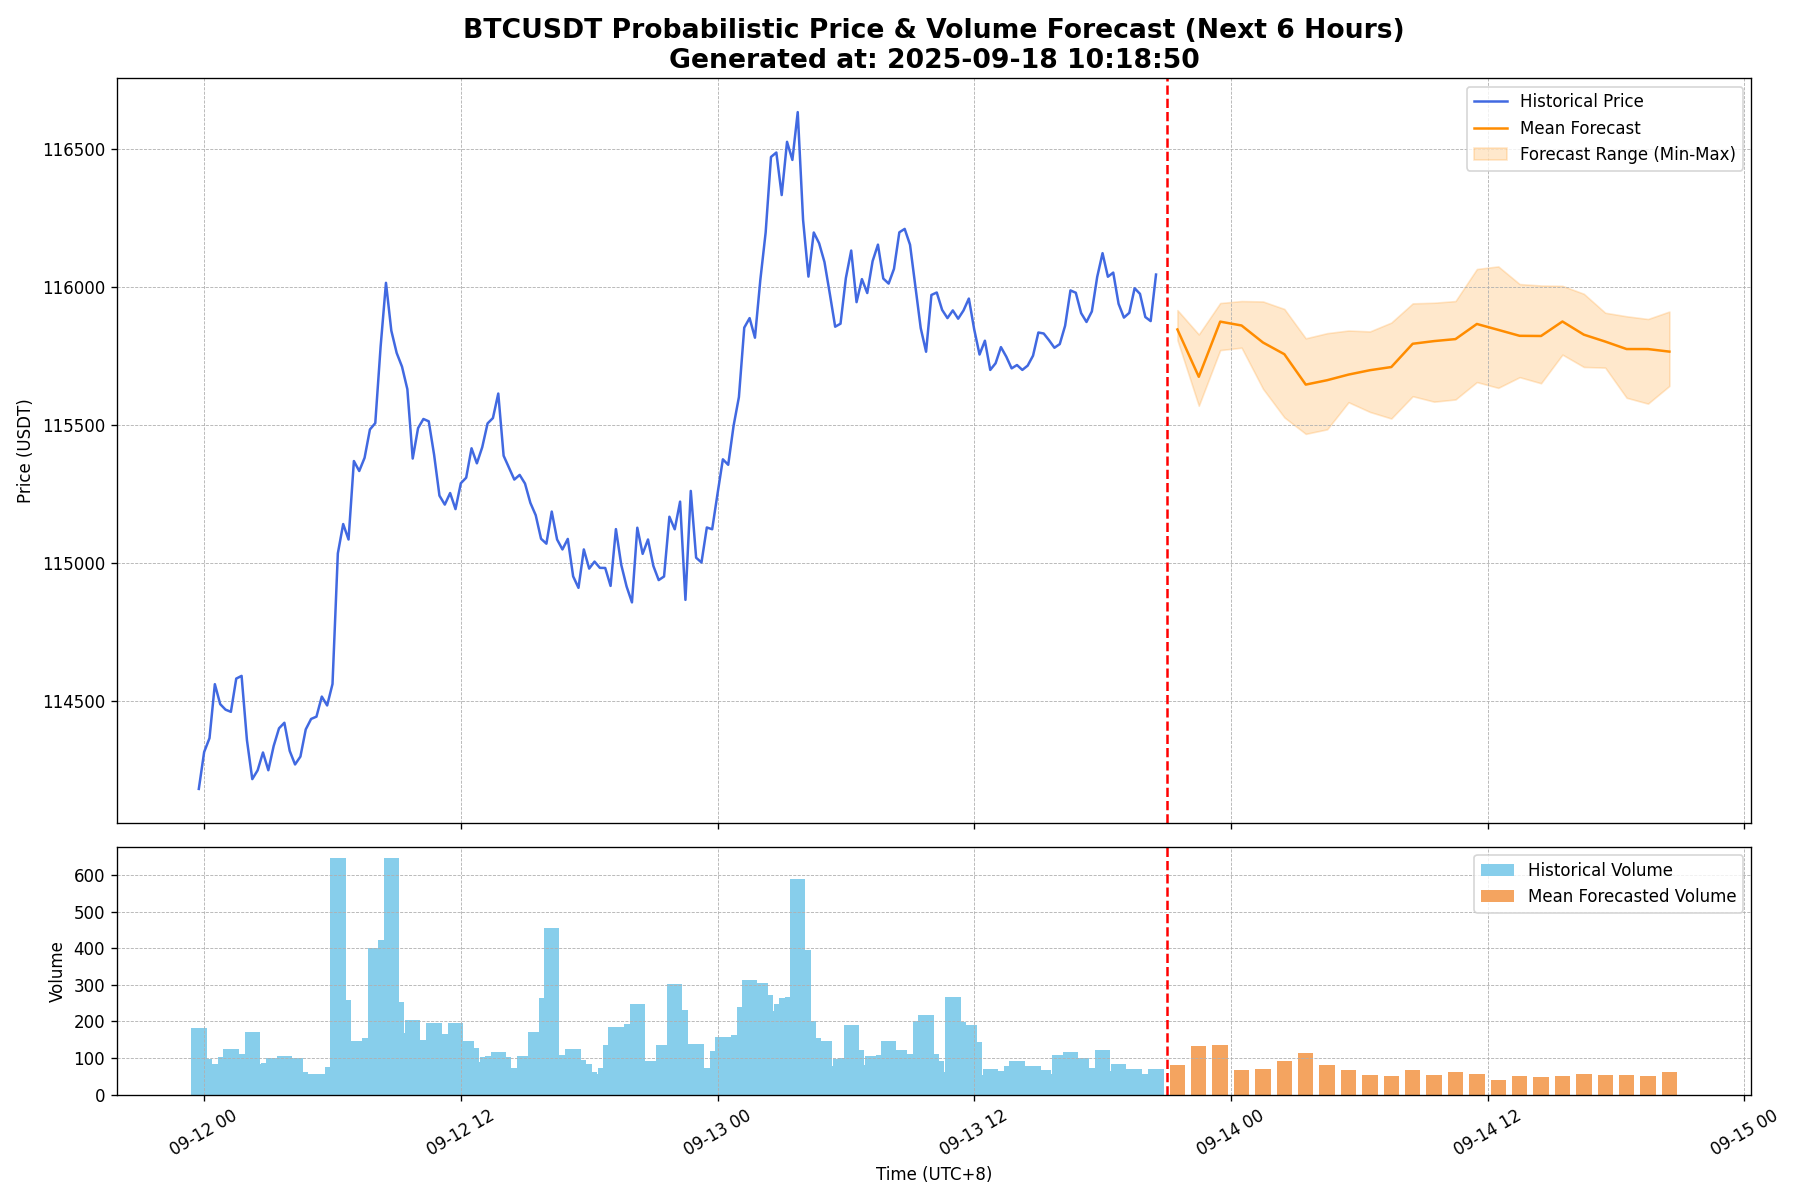 BTCUSDT Probabilistic Price & Volume Forecast (Next 6 Hours)
Generated at: 2025-09-18 10:18:50
Historical Price
Mean Forecast
Forecast Range (Min-Max)
116500
116000
115500
115000
114500
Price (USDT)
Historical Volume
Mean Forecasted Volume
600
500
400
300
200
100
0
Volume
09-12 00
09-12 12
09-13 00
09-13 12
09-14 00
09-14 12
09-15 00
Time (UTC+8)